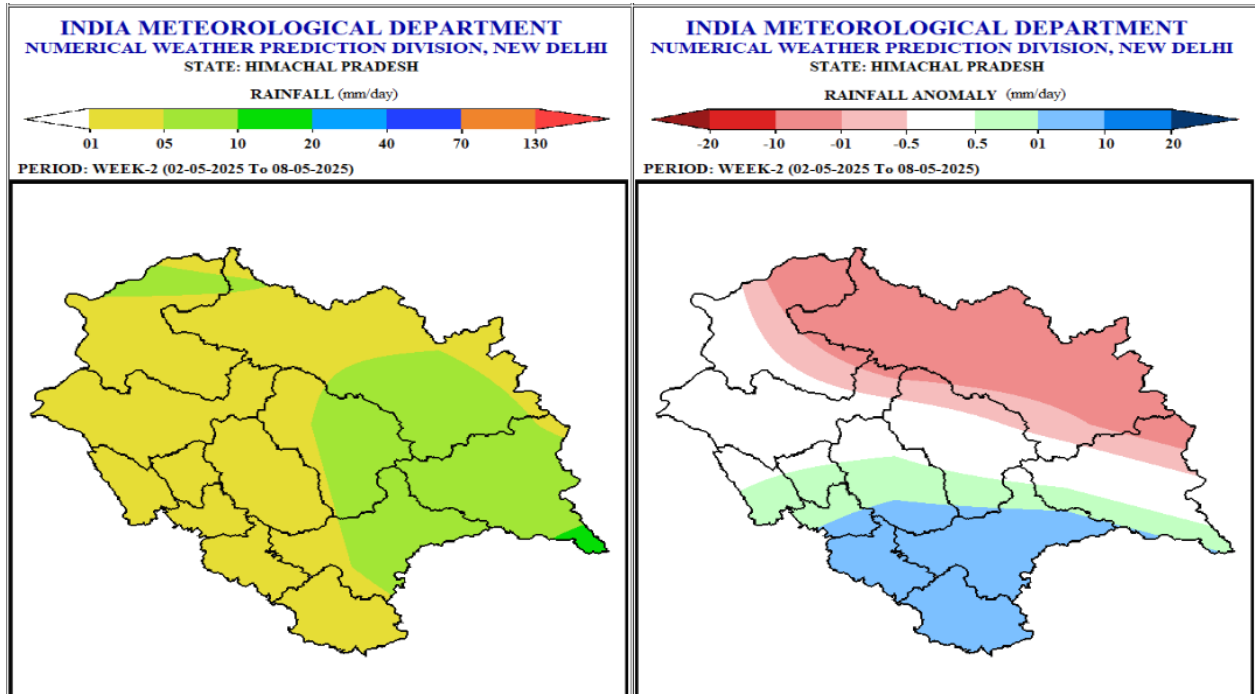 INDIA METEOROLOGICAL DEPARTMENT
NUMERICAL WEATHER PREDICTION DIVISION, NEW DELHI
STATE: HIMACHAL PRADESH
RAINFALL (mm/day)
01 05 10 20 40 70 130
PERIOD: WEEK-2 (02-05-2025 To 08-05-2025)
INDIA METEOROLOGICAL DEPARTMENT
NUMERICAL WEATHER PREDICTION DIVISION, NEW DELHI
STATE: HIMACHAL PRADESH
RAINFALL ANOMALY (mm/day)
-20 -10 -01 -0.5 0.5 01 10 20
PERIOD: WEEK-2 (02-05-2025 To 08-05-2025)